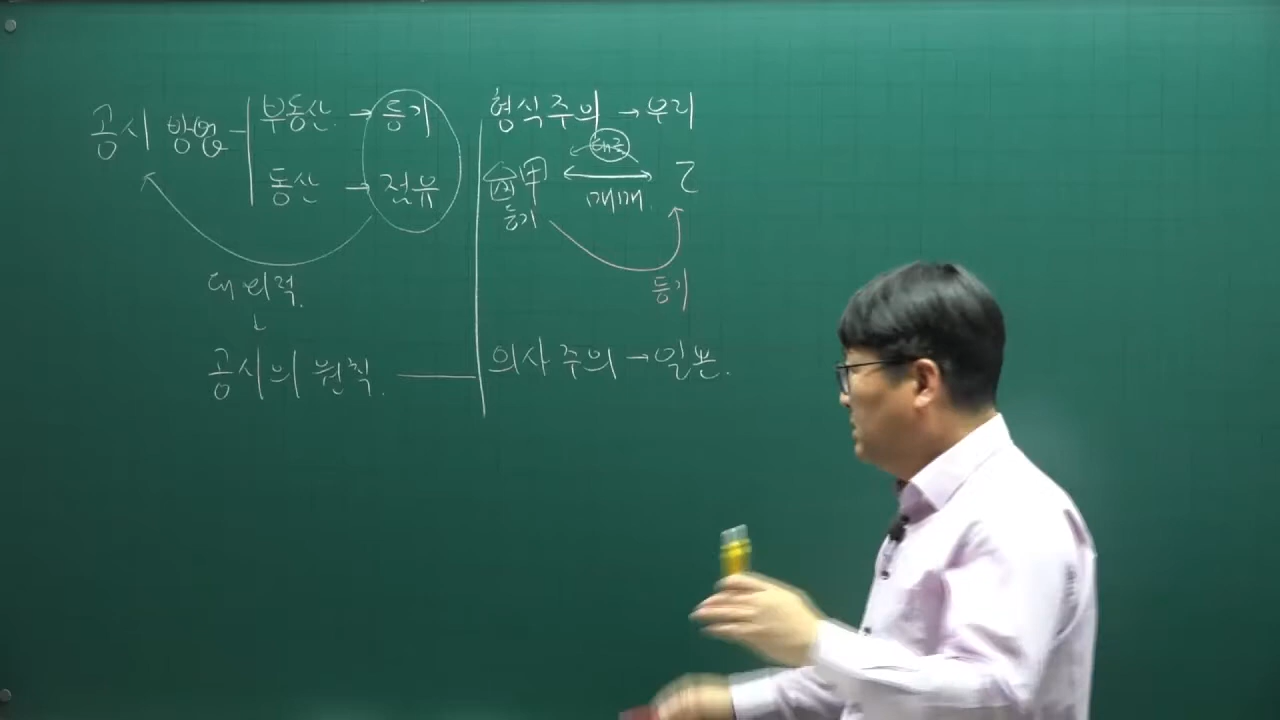 공시 방법
부동산 → 등기
동산 → 점유
대외적
↓
공시의 원칙.
형식주의 → 우리
甲 ↔ 乙
매매
등기
등기
의사주의 → 일본.